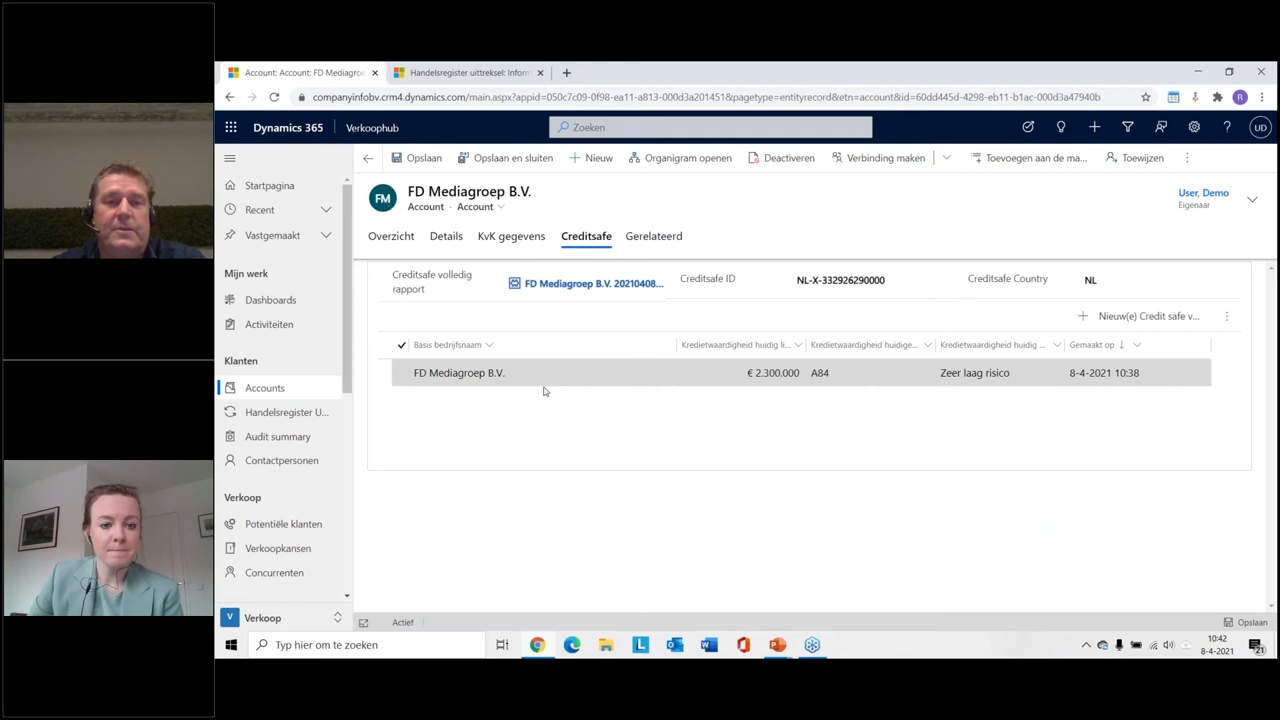 Account: Account: FD Mediagro
Handelsregister uittreksel: Inform
companyinfobv.crm4.dynamics.com/main.aspx?appid=050c7c09-0f98-ea11-a813-000d3a201451&pagetype=entityrecord&etn=account&id=60dd445d-4298-eb11-b1ac-000d3a47940b
R
Dynamics 365
Verkoophub
Zoeken
UD
Opslaan
Opslaan en sluiten
Nieuw
Organigram openen
Deactiveren
Verbinding maken
Toevoegen aan de ma...
Toewijzen
FM
FD Mediagroep B.V.
Account · Account
User, Demo
Eigenaar
Overzicht
Details
KvK gegevens
Creditsafe
Gerelateerd
Startpagina
Recent
Vastgemaakt
Mijn werk
Dashboards
Activiteiten
Klanten
Accounts
Handelsregister U...
Audit summary
Contactpersonen
Verkoop
Potentiële klanten
Verkoopkansen
Concurrenten
V Verkoop
Creditsafe volledig
rapport
FD Mediagroep B.V. 20210408...
Creditsafe ID
NL-X-332926290000
Creditsafe Country
NL
Nieuw(e) Credit safe v...
Basis bedrijfsnaam
Kredietwaardigheid huidig li...
Kredietwaardigheid huidige...
Kredietwaardigheid huidig ...
Gemaakt op
FD Mediagroep B.V.
€ 2.300.000
A84
Zeer laag risico
8-4-2021 10:38
Actief
Opslaan
Typ hier om te zoeken
L
10:42
8-4-2021
21